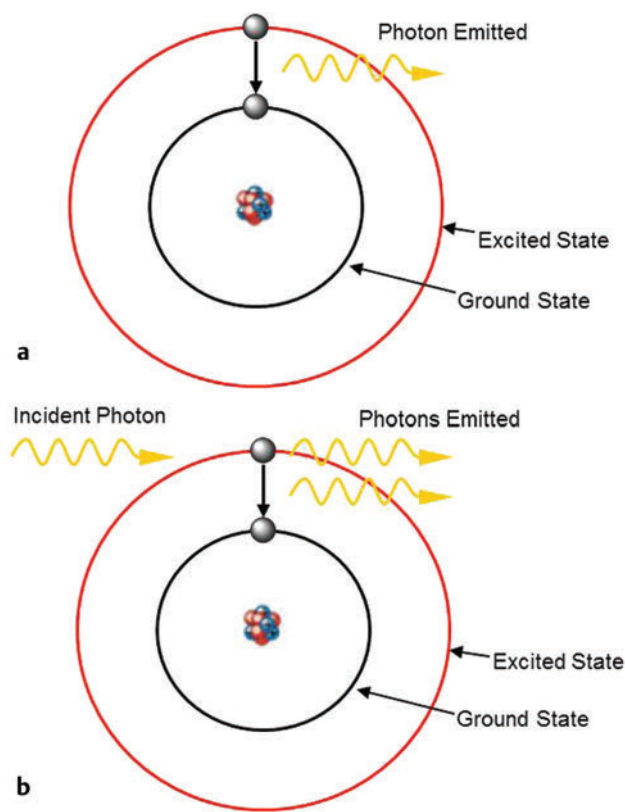 Photon Emitted
Excited State
Ground State
a
Incident Photon
Photons Emitted
Excited State
Ground State
b